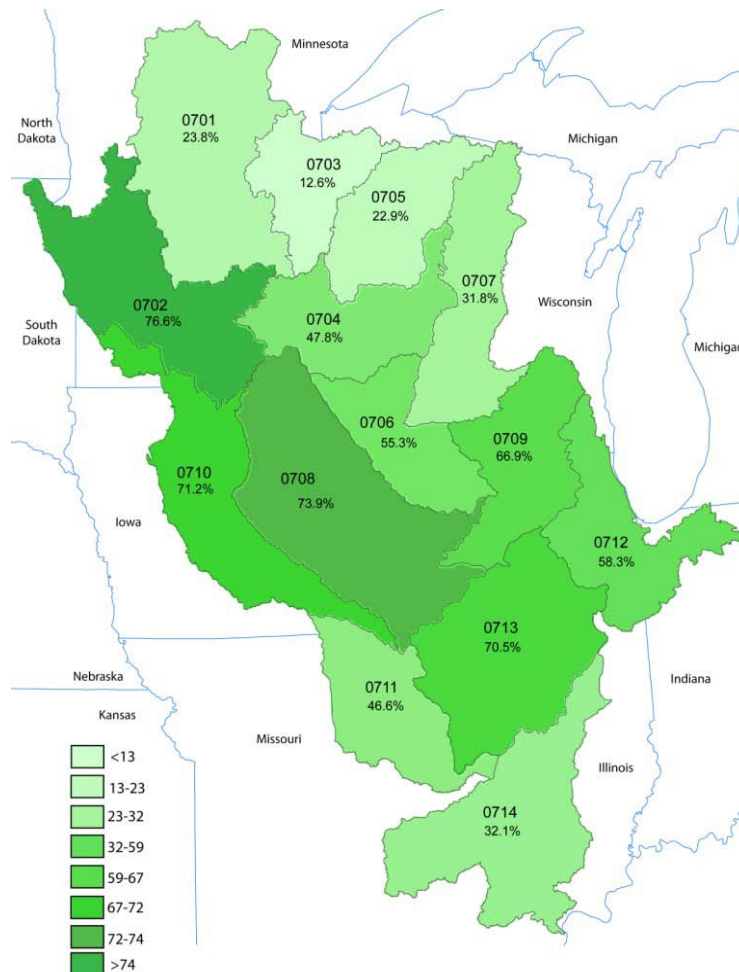 Minnesota
North
Dakota
0701
23.8%
Michigan
0703
12.6%
0705
22.9%
0707
31.8%
Wisconsin
0702
76.6%
South
Dakota
0704
47.8%
Michigan
0706
55.3%
0709
66.9%
0710
71.2%
0708
73.9%
Iowa
0712
58.3%
0713
70.5%
Nebraska
0711
46.6%
Indiana
Kansas
Missouri
Illinois
0714
32.1%
<13
13-23
23-32
32-59
59-67
67-72
72-74
>74